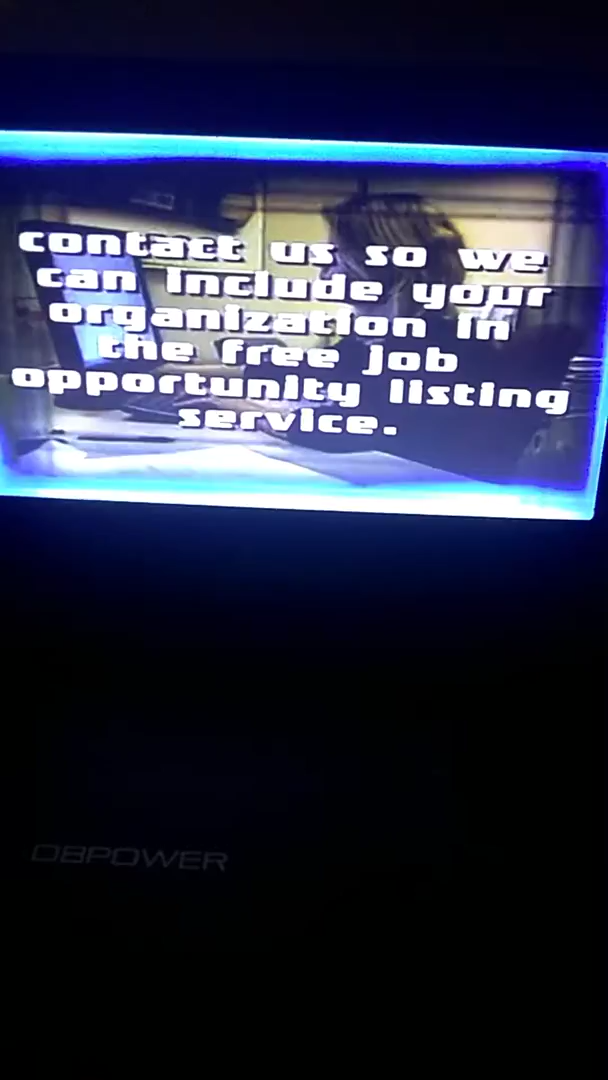 contact us so we
can include your
organization in
the free job
opportunity listing
service.
DBPOWER